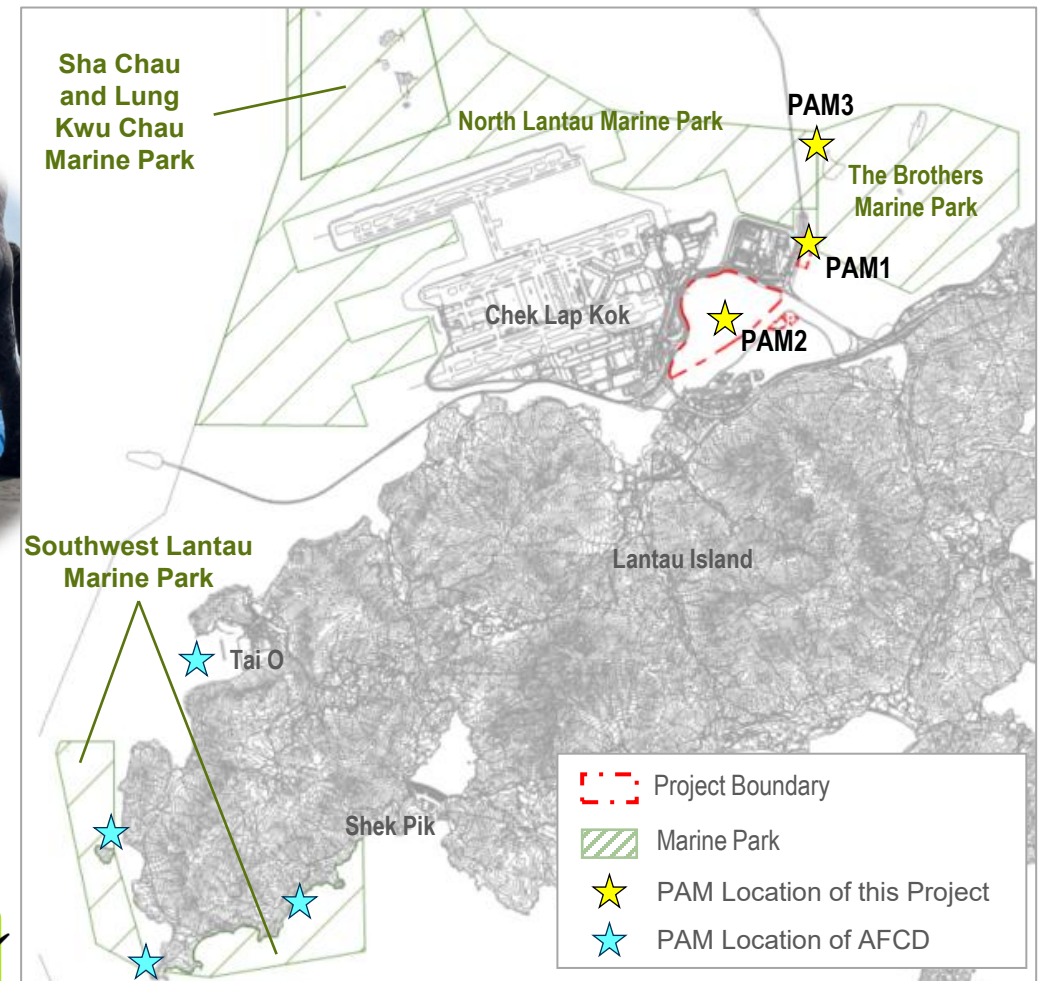 Sha Chau
and Lung
Kwu Chau
Marine Park
North Lantau Marine Park
PAM3
The Brothers
Marine Park
PAM1
Chek Lap Kok
PAM2
Southwest Lantau
Marine Park
Lantau Island
Tai O
Shek Pik
Project Boundary
Marine Park
PAM Location of this Project
PAM Location of AFCD